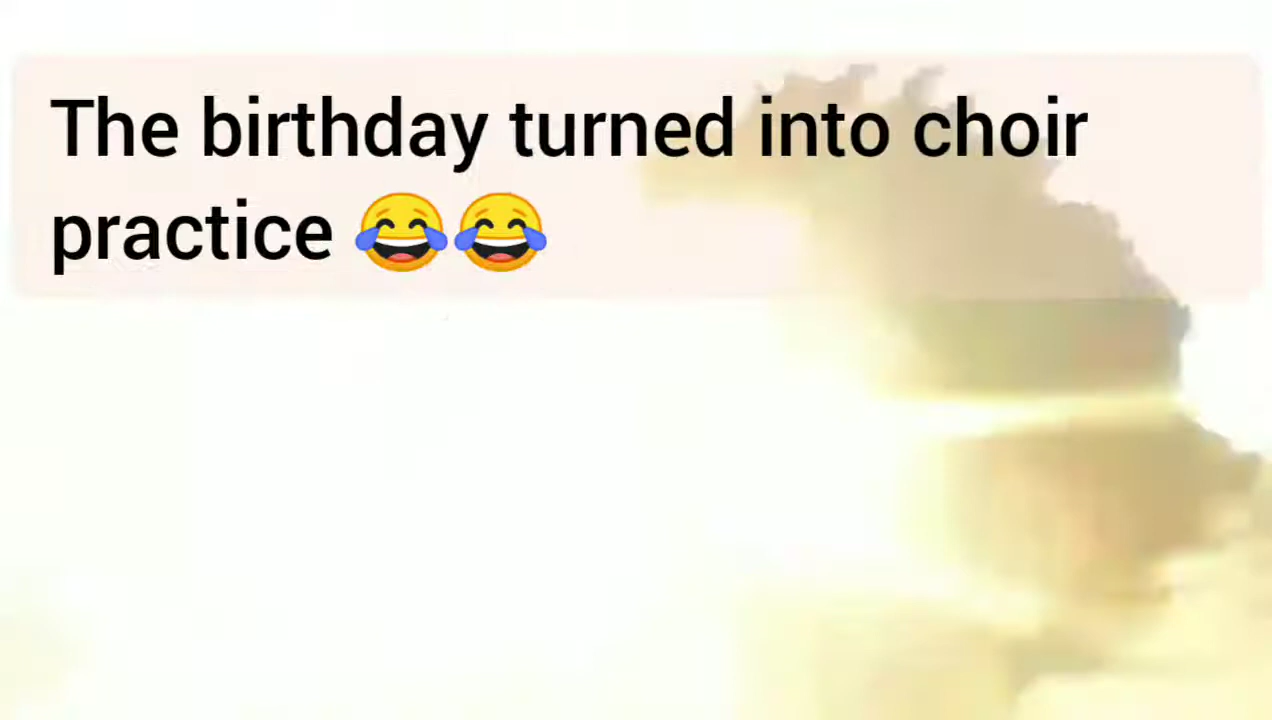 The birthday turned into choir
practice 😂😂